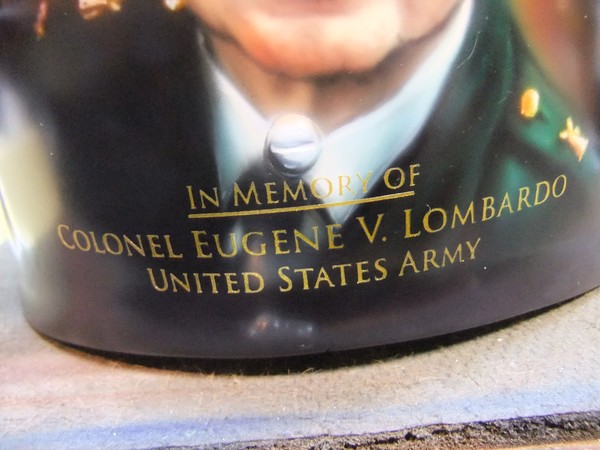 In Memory of
Colonel Eugene V. Lombardo
United States Army